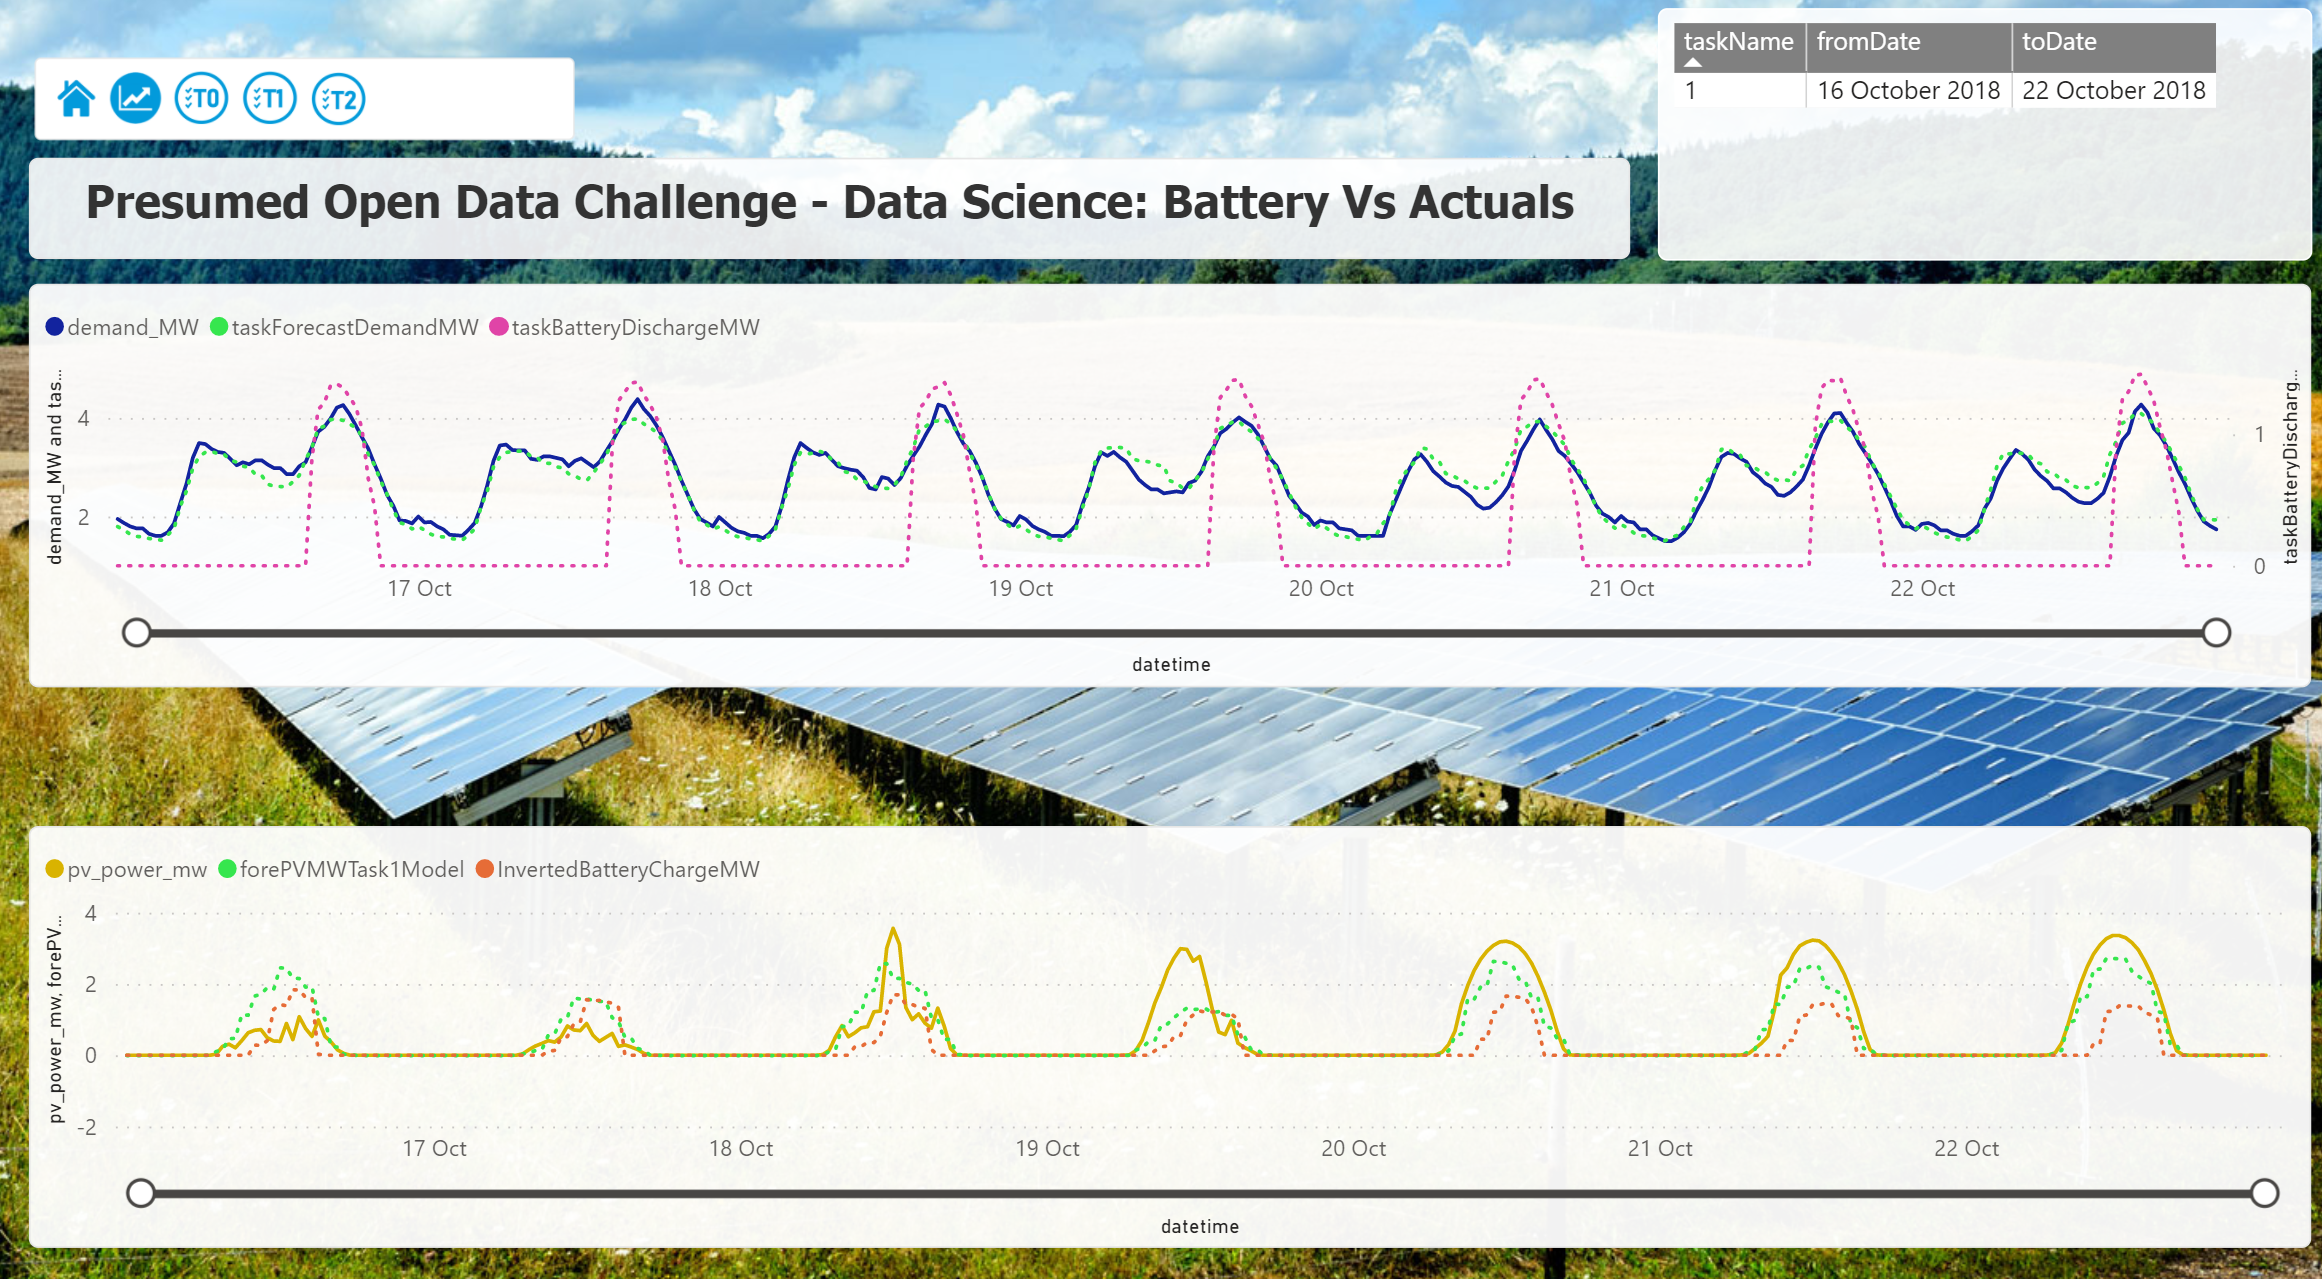 T0 T1 T2
taskName fromDate toDate
1 16 October 2018 22 October 2018
Presumed Open Data Challenge - Data Science: Battery Vs Actuals
demand_MW taskForecastDemandMW taskBatteryDischargeMW
demand_MW and tas...
4
2
1
0
taskBatteryDischarg...
17 Oct 18 Oct 19 Oct 20 Oct 21 Oct 22 Oct
datetime
pv_power_mw forePVMWTask1Model InvertedBatteryChargeMW
pv_power_mw, forePV...
4
2
0
-2
17 Oct 18 Oct 19 Oct 20 Oct 21 Oct 22 Oct
datetime